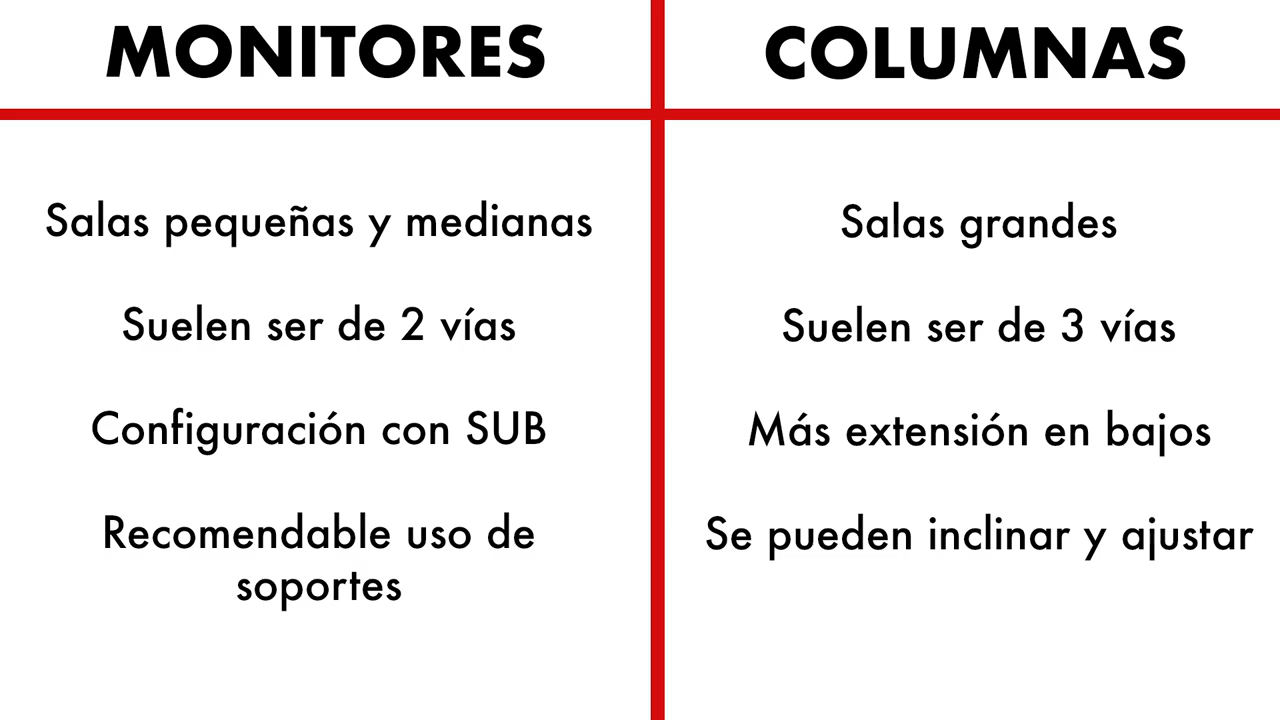 MONITORES
Salas pequeñas y medianas
Suelen ser de 2 vías
Configuración con SUB
Recomendable uso de
soportes
COLUMNAS
Salas grandes
Suelen ser de 3 vías
Más extensión en bajos
Se pueden inclinar y ajustar